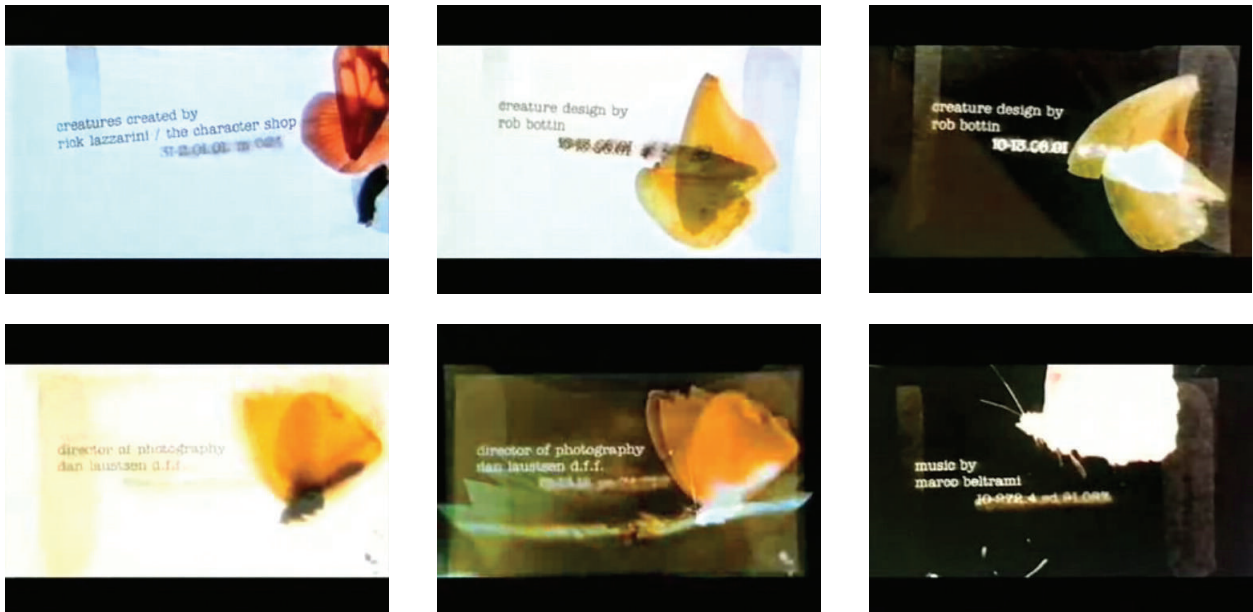 creatures created by
rick lazzarini / the character shop
creature design by
rob bottin
creature design by
rob bottin
10-13.06.01
director of photography
dan laustsen d.f.f.
director of photography
dan laustsen d.f.f.
music by
marco beltrami